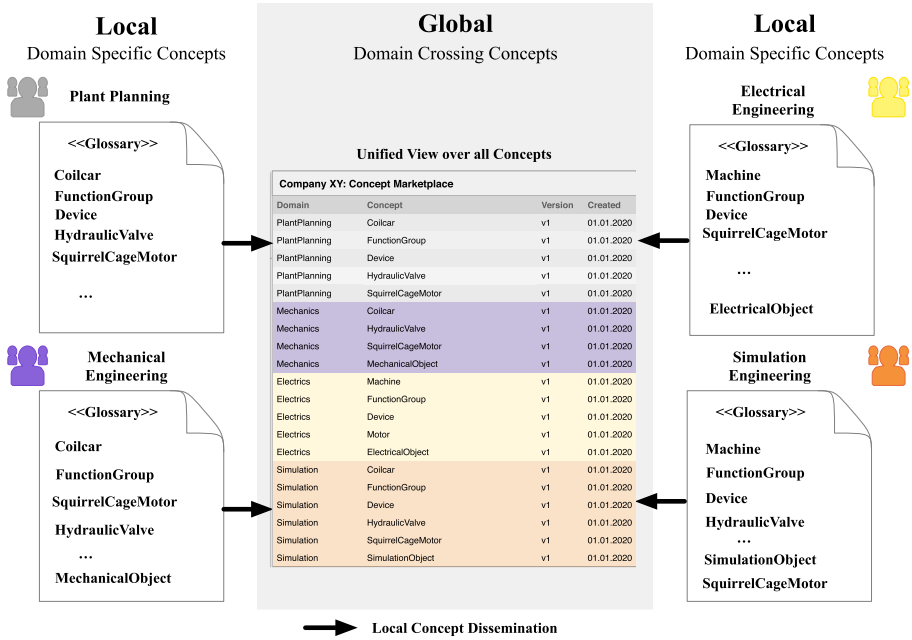 Local
Domain Specific Concepts
Plant Planning
<<Glossary>>
Coilcar
FunctionGroup
Device
HydraulicValve
SquirrelCageMotor
...
Mechanical
Engineering
<<Glossary>>
Coilcar
FunctionGroup
SquirrelCageMotor
HydraulicValve
...
MechanicalObject
Global
Domain Crossing Concepts
Unified View over all Concepts
Company XY: Concept Marketplace
Domain Concept Version Created
PlantPlanning Coilcar v1 01.01.2020
PlantPlanning FunctionGroup v1 01.01.2020
PlantPlanning Device v1 01.01.2020
PlantPlanning HydraulicValve v1 01.01.2020
PlantPlanning SquirrelCageMotor v1 01.01.2020
Mechanics Coilcar v1 01.01.2020
Mechanics HydraulicValve v1 01.01.2020
Mechanics SquirrelCageMotor v1 01.01.2020
Mechanics MechanicalObject v1 01.01.2020
Electrics Machine v1 01.01.2020
Electrics FunctionGroup v1 01.01.2020
Electrics Device v1 01.01.2020
Electrics Motor v1 01.01.2020
Electrics ElectricalObject v1 01.01.2020
Simulation Coilcar v1 01.01.2020
Simulation FunctionGroup v1 01.01.2020
Simulation Device v1 01.01.2020
Simulation HydraulicValve v1 01.01.2020
Simulation SquirrelCageMotor v1 01.01.2020
Simulation SimulationObject v1 01.01.2020
Local
Domain Specific Concepts
Electrical
Engineering
<<Glossary>>
Machine
FunctionGroup
Device
SquirrelCageMotor
...
ElectricalObject
Simulation
Engineering
<<Glossary>>
Machine
FunctionGroup
Device
HydraulicValve
...
SimulationObject
SquirrelCageMotor
Local Concept Dissemination